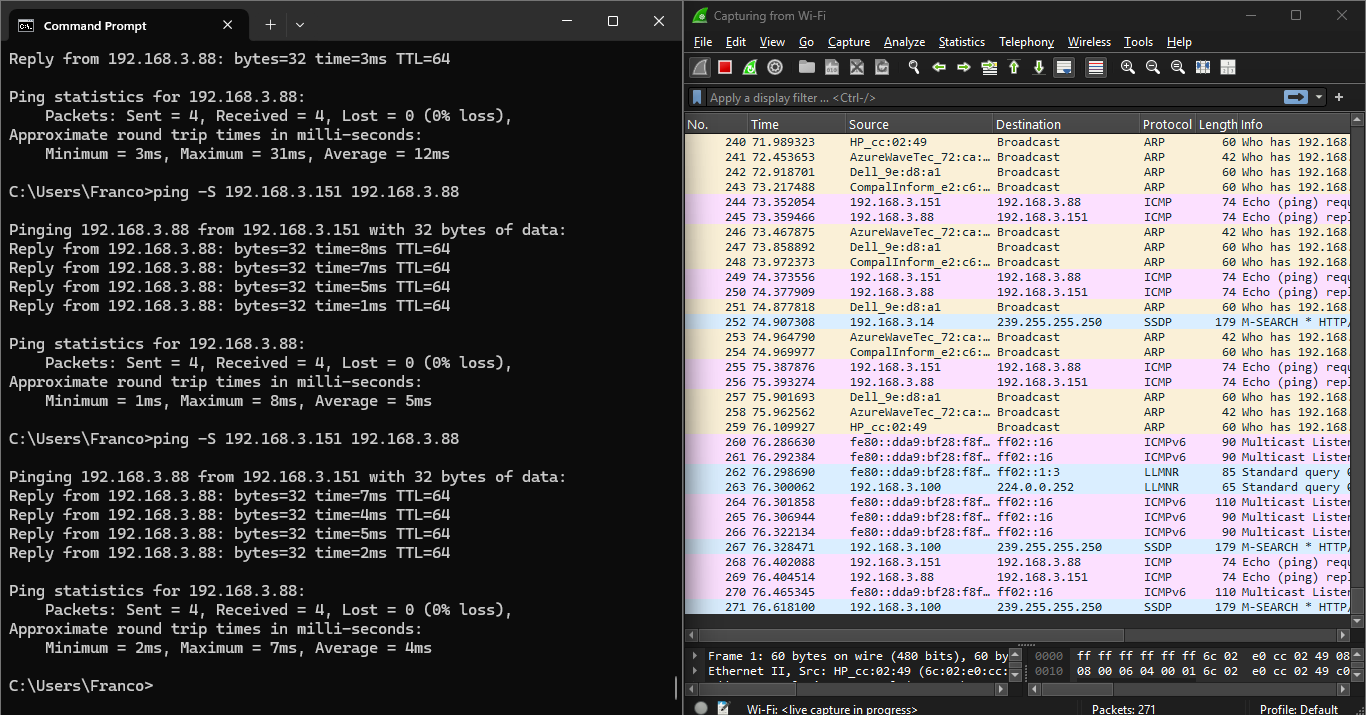 Command Prompt
Reply from 192.168.3.88: bytes=32 time=3ms TTL=64
Ping statistics for 192.168.3.88:
Packets: Sent = 4, Received = 4, Lost = 0 (0% loss),
Approximate round trip times in milli-seconds:
Minimum = 3ms, Maximum = 31ms, Average = 12ms
C:\Users\Franco>ping -S 192.168.3.151 192.168.3.88
Pinging 192.168.3.88 from 192.168.3.151 with 32 bytes of data:
Reply from 192.168.3.88: bytes=32 time=8ms TTL=64
Reply from 192.168.3.88: bytes=32 time=7ms TTL=64
Reply from 192.168.3.88: bytes=32 time=5ms TTL=64
Reply from 192.168.3.88: bytes=32 time=1ms TTL=64
Ping statistics for 192.168.3.88:
Packets: Sent = 4, Received = 4, Lost = 0 (0% loss),
Approximate round trip times in milli-seconds:
Minimum = 1ms, Maximum = 8ms, Average = 5ms
C:\Users\Franco>ping -S 192.168.3.151 192.168.3.88
Pinging 192.168.3.88 from 192.168.3.151 with 32 bytes of data:
Reply from 192.168.3.88: bytes=32 time=7ms TTL=64
Reply from 192.168.3.88: bytes=32 time=4ms TTL=64
Reply from 192.168.3.88: bytes=32 time=5ms TTL=64
Reply from 192.168.3.88: bytes=32 time=2ms TTL=64
Ping statistics for 192.168.3.88:
Packets: Sent = 4, Received = 4, Lost = 0 (0% loss),
Approximate round trip times in milli-seconds:
Minimum = 2ms, Maximum = 7ms, Average = 4ms
C:\Users\Franco>
Capturing from Wi-Fi
File Edit View Go Capture Analyze Statistics Telephony Wireless Tools Help
Apply a display filter ... <Ctrl-/>
No. Time Source Destination Protocol Length Info
240 71.989323 HP_cc:02:49 Broadcast ARP 60 Who has 192.168.
241 72.453653 AzureWaveTec_72:ca:… Broadcast ARP 42 Who has 192.168.
242 72.918701 Dell_9e:d8:a1 Broadcast ARP 60 Who has 192.168.
243 73.217488 CompalInform_e2:c6:… Broadcast ARP 60 Who has 192.168.
244 73.352054 192.168.3.151 192.168.3.88 ICMP 74 Echo (ping) requ
245 73.359466 192.168.3.88 192.168.3.151 ICMP 74 Echo (ping) repl
246 73.467875 AzureWaveTec_72:ca:… Broadcast ARP 42 Who has 192.168.
247 73.858892 Dell_9e:d8:a1 Broadcast ARP 60 Who has 192.168.
248 73.972373 CompalInform_e2:c6:… Broadcast ARP 60 Who has 192.168.
249 74.373556 192.168.3.151 192.168.3.88 ICMP 74 Echo (ping) requ
250 74.377909 192.168.3.88 192.168.3.151 ICMP 74 Echo (ping) repl
251 74.877818 Dell_9e:d8:a1 Broadcast ARP 60 Who has 192.168.
252 74.907308 192.168.3.14 239.255.255.250 SSDP 179 M-SEARCH * HTTP/
253 74.964790 AzureWaveTec_72:ca:… Broadcast ARP 42 Who has 192.168.
254 74.969977 CompalInform_e2:c6:… Broadcast ARP 60 Who has 192.168.
255 75.387876 192.168.3.151 192.168.3.88 ICMP 74 Echo (ping) requ
256 75.393274 192.168.3.88 192.168.3.151 ICMP 74 Echo (ping) repl
257 75.901693 Dell_9e:d8:a1 Broadcast ARP 60 Who has 192.168.
258 75.962562 AzureWaveTec_72:ca:… Broadcast ARP 42 Who has 192.168.
259 76.109927 HP_cc:02:49 Broadcast ARP 60 Who has 192.168.
260 76.286630 fe80::dda9:bf28:f8f… ff02::16 ICMPv6 90 Multicast Lister
261 76.292384 fe80::dda9:bf28:f8f… ff02::16 ICMPv6 90 Multicast Lister
262 76.298690 fe80::dda9:bf28:f8f… ff02::1:3 LLMNR 85 Standard query
263 76.300062 192.168.3.100 224.0.0.252 LLMNR 65 Standard query
264 76.301858 fe80::dda9:bf28:f8f… ff02::16 ICMPv6 110 Multicast Lister
265 76.306944 fe80::dda9:bf28:f8f… ff02::16 ICMPv6 90 Multicast Lister
266 76.322134 fe80::dda9:bf28:f8f… ff02::16 ICMPv6 90 Multicast Lister
267 76.328471 192.168.3.100 239.255.255.250 SSDP 179 M-SEARCH * HTTP/
268 76.402088 192.168.3.151 192.168.3.88 ICMP 74 Echo (ping) requ
269 76.404514 192.168.3.88 192.168.3.151 ICMP 74 Echo (ping) repl
270 76.465345 fe80::dda9:bf28:f8f… ff02::16 ICMPv6 110 Multicast Lister
271 76.618100 192.168.3.100 239.255.255.250 SSDP 179 M-SEARCH * HTTP/
Frame 1: 60 bytes on wire (480 bits), 60 by
Ethernet II, Src: HP_cc:02:49 (6c:02:e0:cc:
0000 ff ff ff ff ff ff 6c 02 e0 cc 02 49 08
0010 08 00 06 04 00 01 6c 02 e0 cc 02 49 c0
Wi-Fi: <live capture in progress>
Packets: 271
Profile: Default